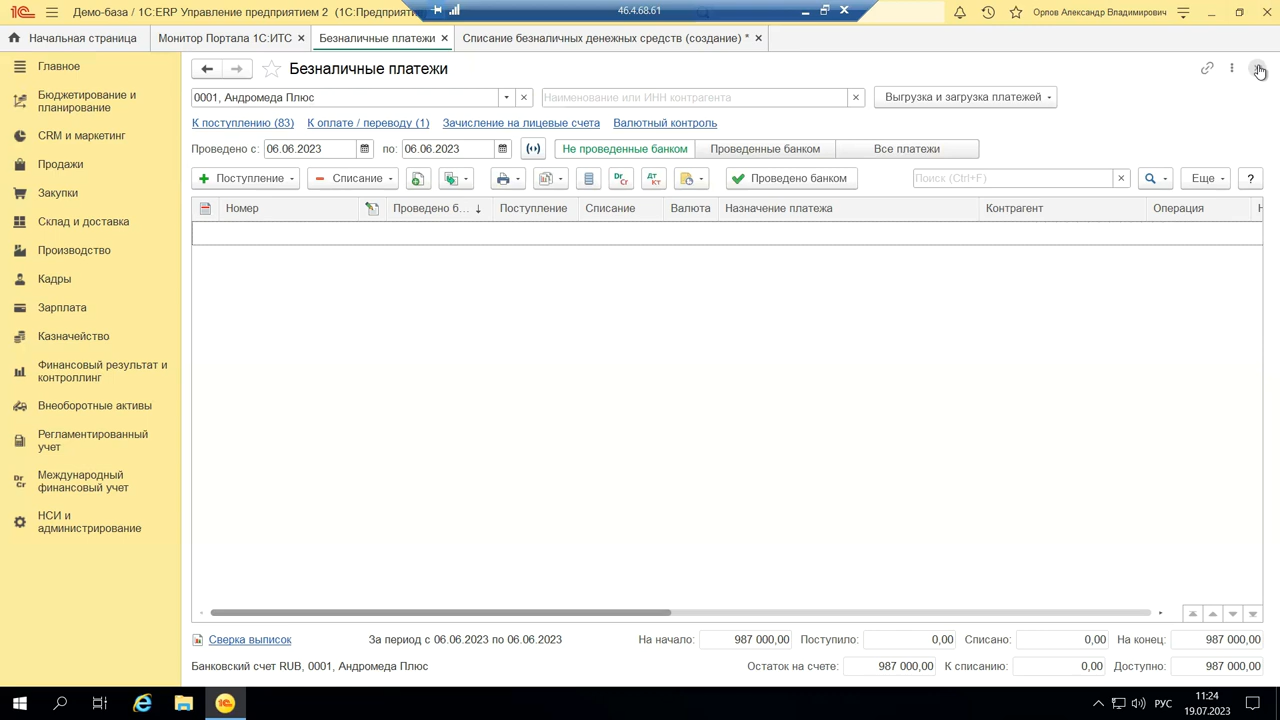 Демо-база / 1С:ERP Управление предприятием 2 (1С:Предприятие
46.4.68.61
Орлов Александр Владимирович
Начальная страница
Монитор Портала 1С:ИТС ×
Безналичные платежи ×
Списание безналичных денежных средств (создание) * ×
Главное
Бюджетирование и
планирование
CRM и маркетинг
Продажи
Закупки
Склад и доставка
Производство
Кадры
Зарплата
Казначейство
Финансовый результат и
контроллинг
Внеоборотные активы
Регламентированный
учет
Международный
финансовый учет
НСИ и
администрирование
Безналичные платежи
0001, Андромеда Плюс
Наименование или ИНН контрагента
Выгрузка и загрузка платежей
К поступлению (83) К оплате / переводу (1) Зачисление на лицевые счета Валютный контроль
Проведено с: 06.06.2023 по: 06.06.2023 Не проведенные банком Проведенные банком Все платежи
Поступление Списание Проведено банком Поиск (Ctrl+F) × Еще ?
Номер Проведено б... ↓ Поступление Списание Валюта Назначение платежа Контрагент Операция Н
Сверка выписок За период с 06.06.2023 по 06.06.2023 На начало: 987 000,00 Поступило: 0,00 Списано: 0,00 На конец: 987 000,00
Банковский счет RUB, 0001, Андромеда Плюс Остаток на счете: 987 000,00 К списанию: 0,00 Доступно: 987 000,00
РУС
11:24
19.07.2023